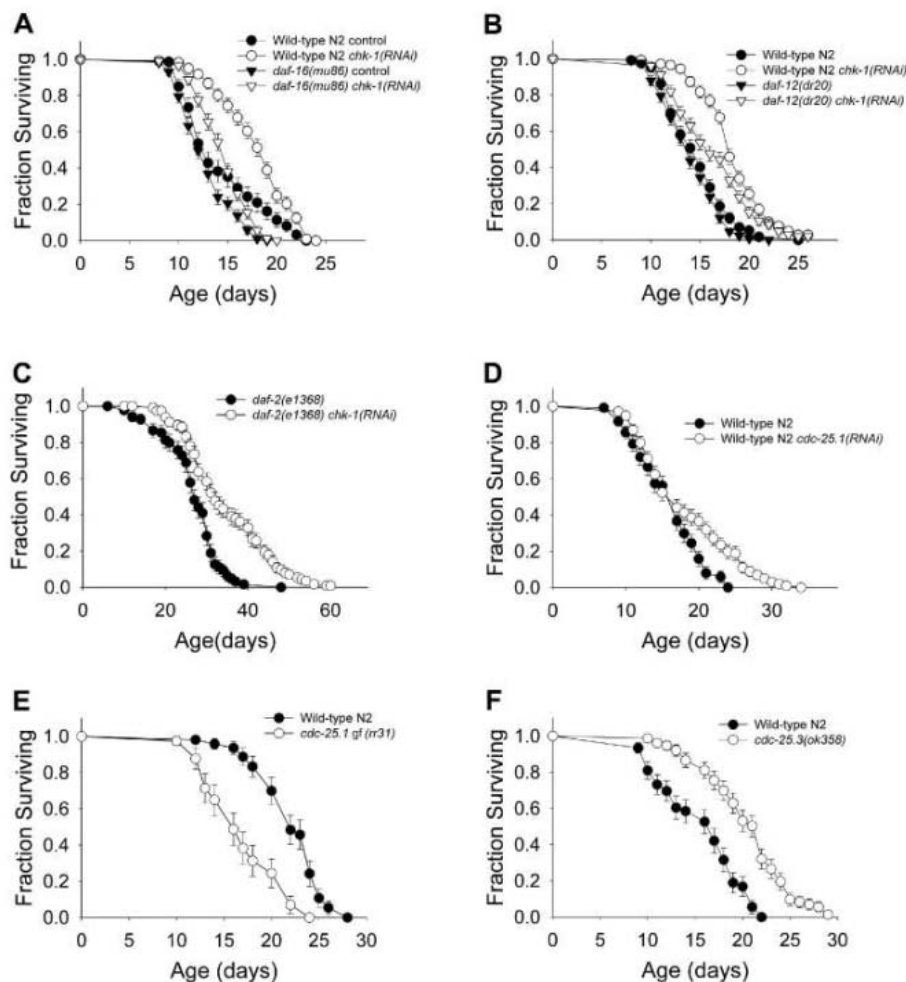 A
Wild-type N2 control
Wild-type N2 chk-1(RNAi)
daf-16(mu86) control
daf-16(mu86) chk-1(RNAi)
Fraction Surviving
1.0
0.8
0.6
0.4
0.2
0.0
0 5 10 15 20 24
Age (days)
B
Wild-type N2
Wild-type N2 chk-1(RNAi)
daf-12(dr20)
daf-12(dr20) chk-1(RNAi)
Fraction Surviving
1.0
0.8
0.6
0.4
0.2
0.0
0 5 10 15 20 25
Age (days)
C
daf-2(e1368)
daf-2(e1368) chk-1(RNAi)
Fraction Surviving
1.0
0.8
0.6
0.4
0.2
0.0
0 20 40 60
Age(days)
D
Wild-type N2
Wild-type N2 cdc-25.1(RNAi)
Fraction Surviving
1.0
0.8
0.6
0.4
0.2
0.0
0 10 20 30
Age (days)
E
Wild-type N2
cdc-25.1 gf (rr31)
Fraction Surviving
1.0
0.8
0.6
0.4
0.2
0.0
0 10 15 20 25 30
Age (days)
F
Wild-type N2
cdc-25.3(ok358)
Fraction Surviving
1.0
0.8
0.6
0.4
0.2
0.0
0 10 15 20 25 30
Age (days)